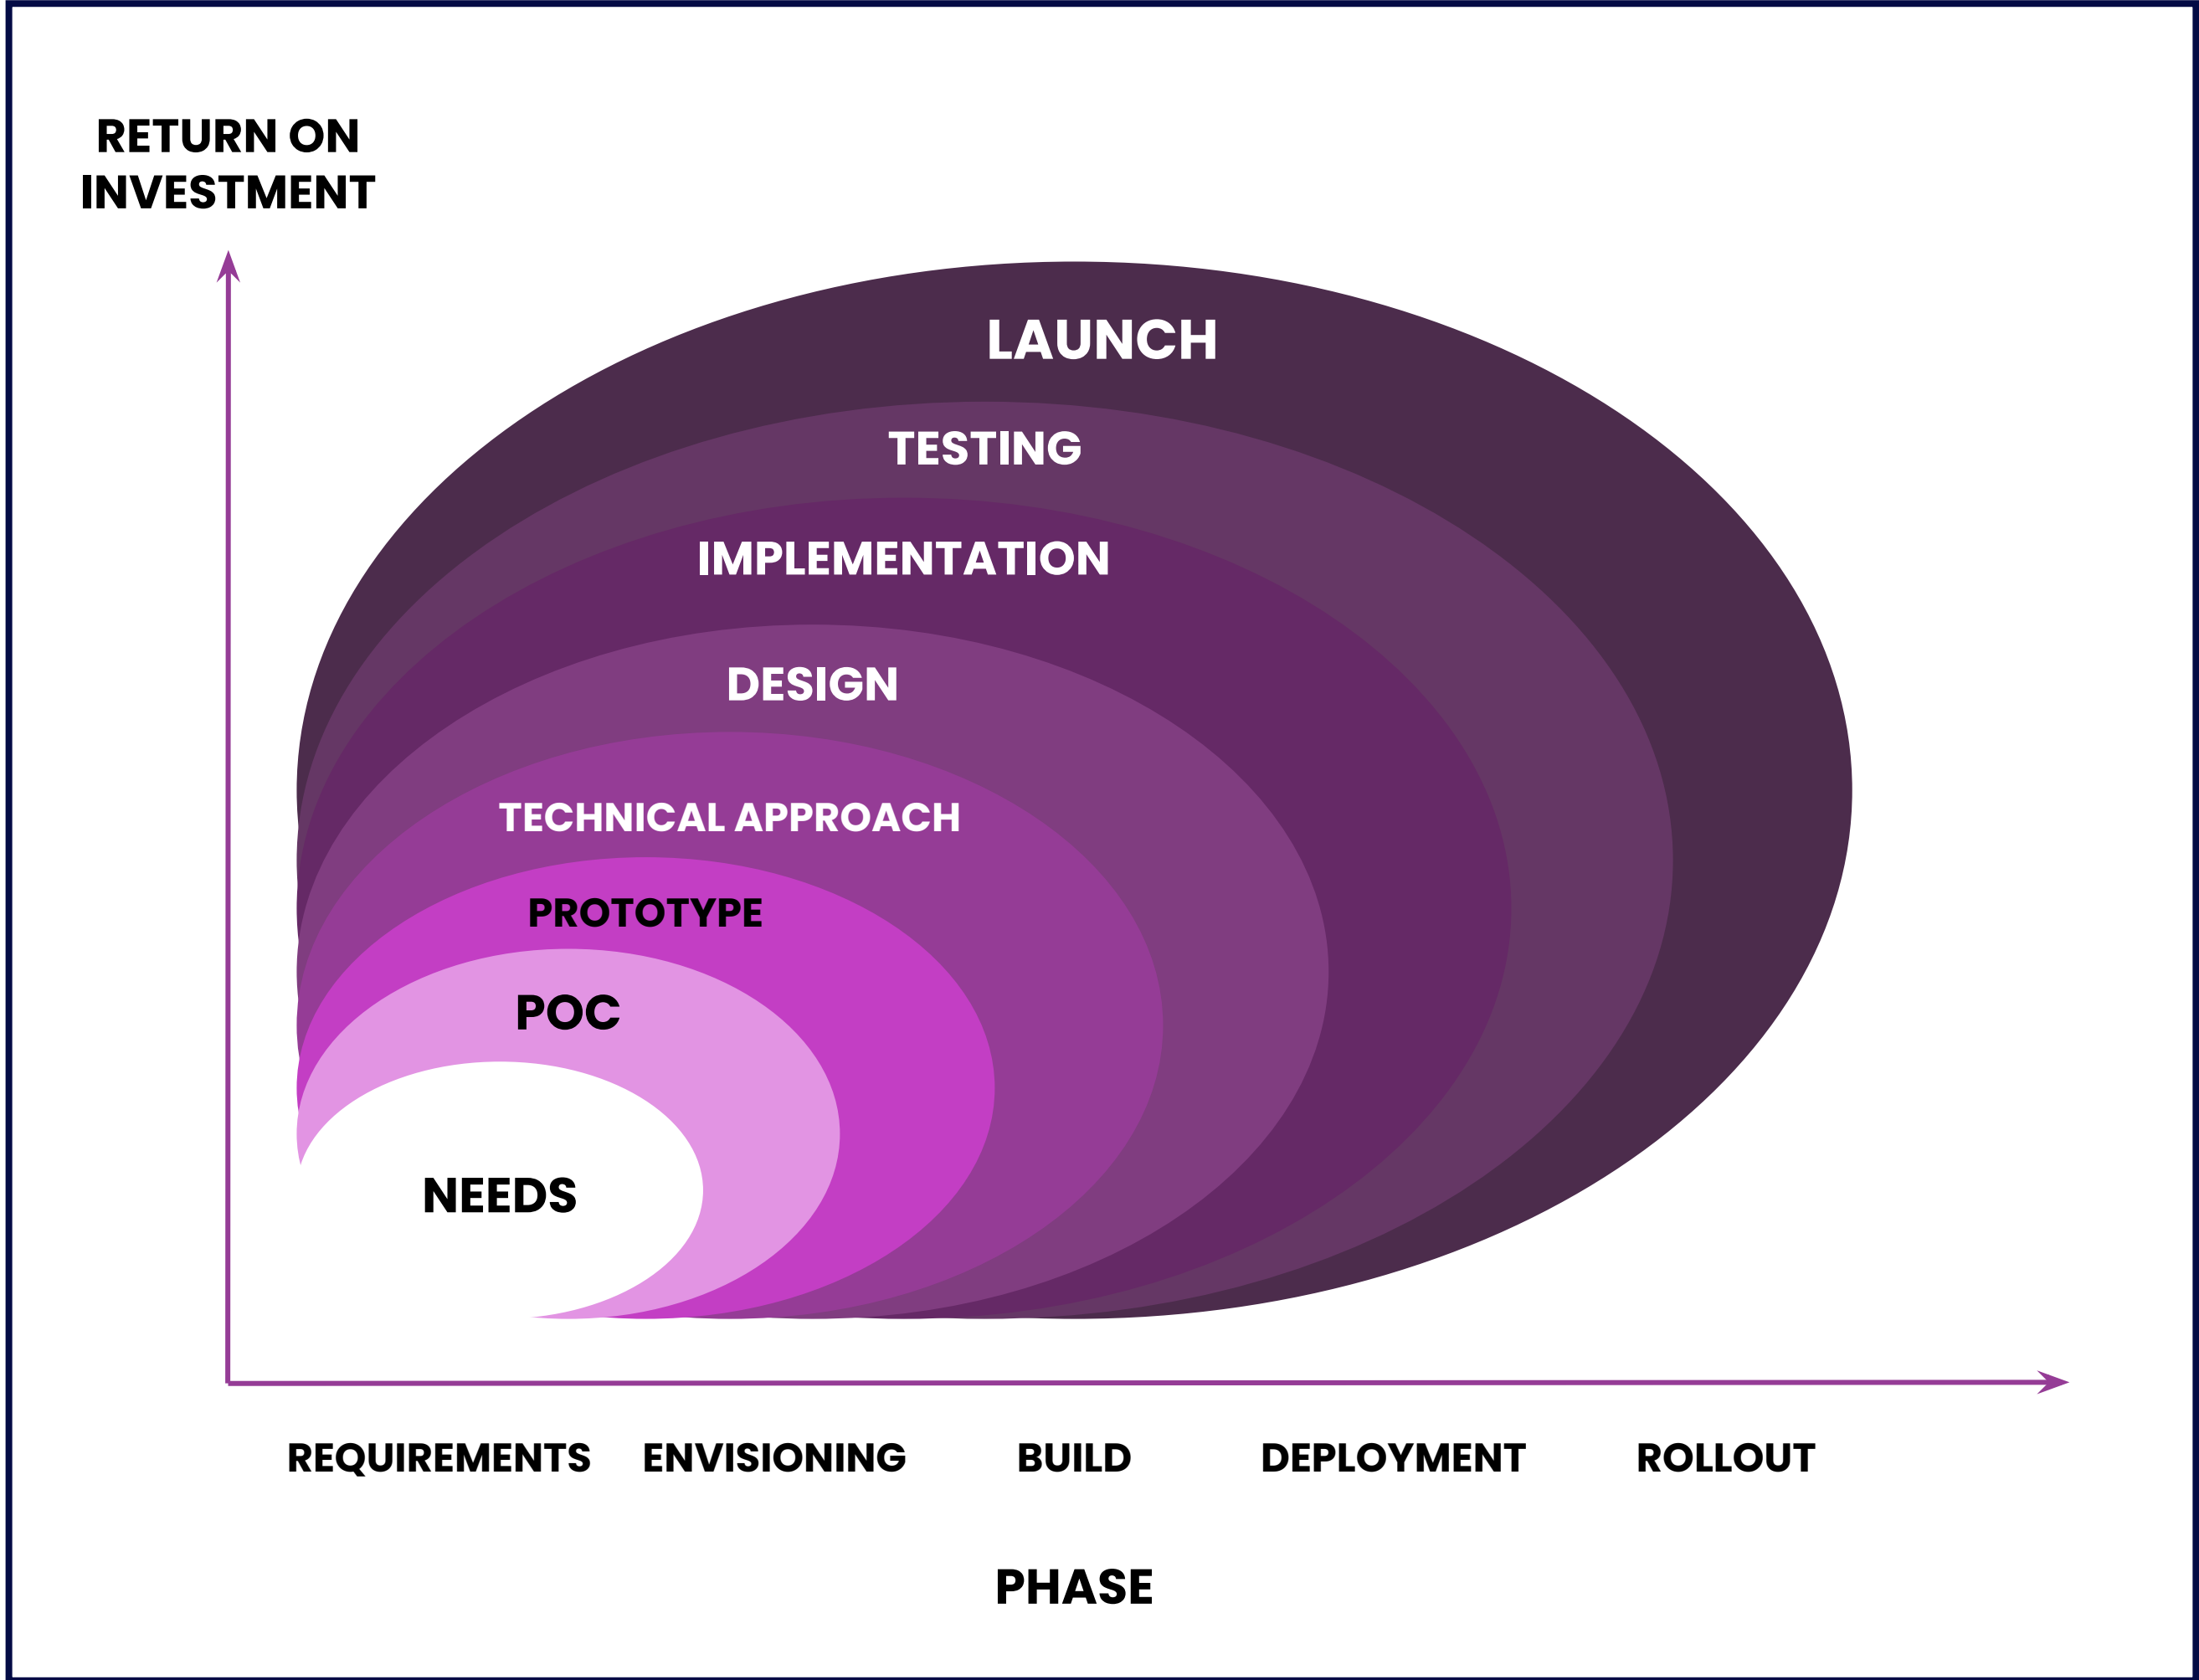 RETURN ON
INVESTMENT
LAUNCH
TESTING
IMPLEMENTATION
DESIGN
TECHNICAL APPROACH
PROTOTYPE
POC
NEEDS
REQUIREMENTS ENVISIONING BUILD DEPLOYMENT ROLLOUT
PHASE